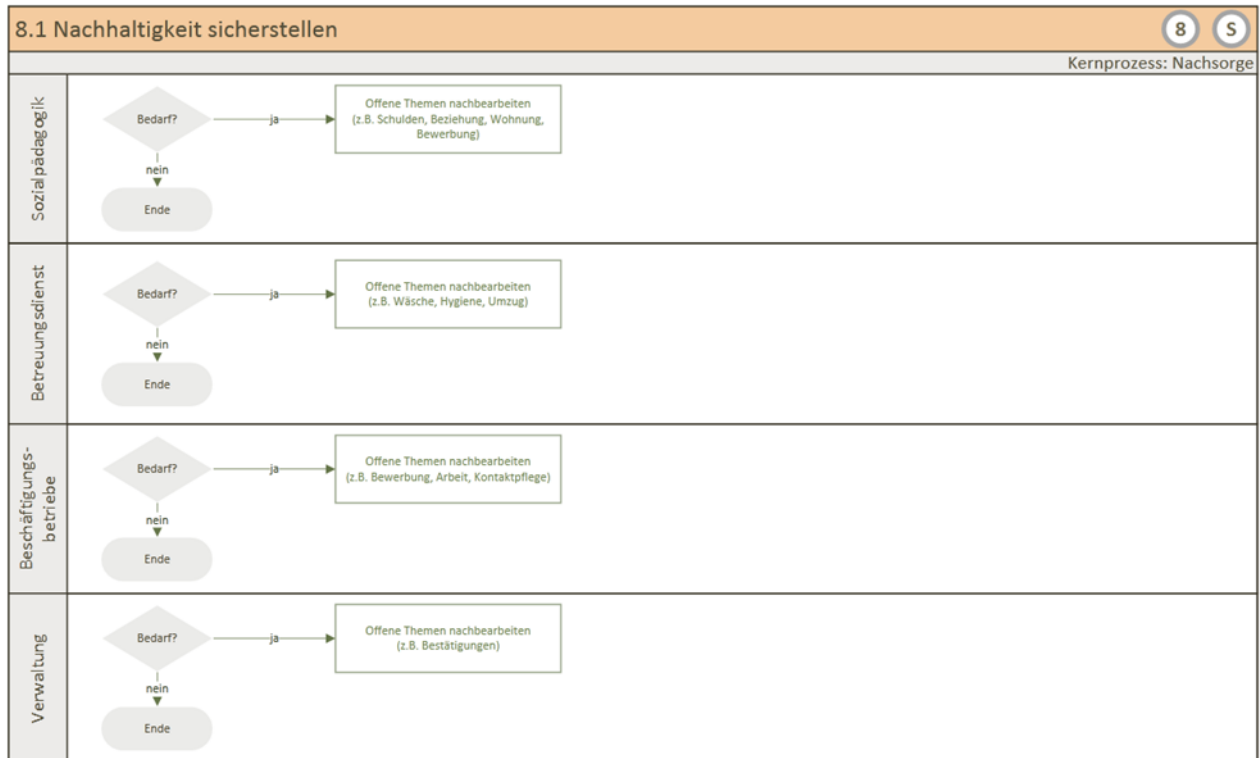 8.1 Nachhaltigkeit sicherstellen
8
S
Kernprozess: Nachsorge
Sozialpädagogik
Bedarf?
ja
Offene Themen nachbearbeiten
(z.B. Schulden, Beziehung, Wohnung,
Bewerbung)
nein
Ende
Betreuungsdienst
Bedarf?
ja
Offene Themen nachbearbeiten
(z.B. Wäsche, Hygiene, Umzug)
nein
Ende
Beschäftigungs-
betriebe
Bedarf?
ja
Offene Themen nachbearbeiten
(z.B. Bewerbung, Arbeit, Kontaktpflege)
nein
Ende
Verwaltung
Bedarf?
ja
Offene Themen nachbearbeiten
(z.B. Bestätigungen)
nein
Ende